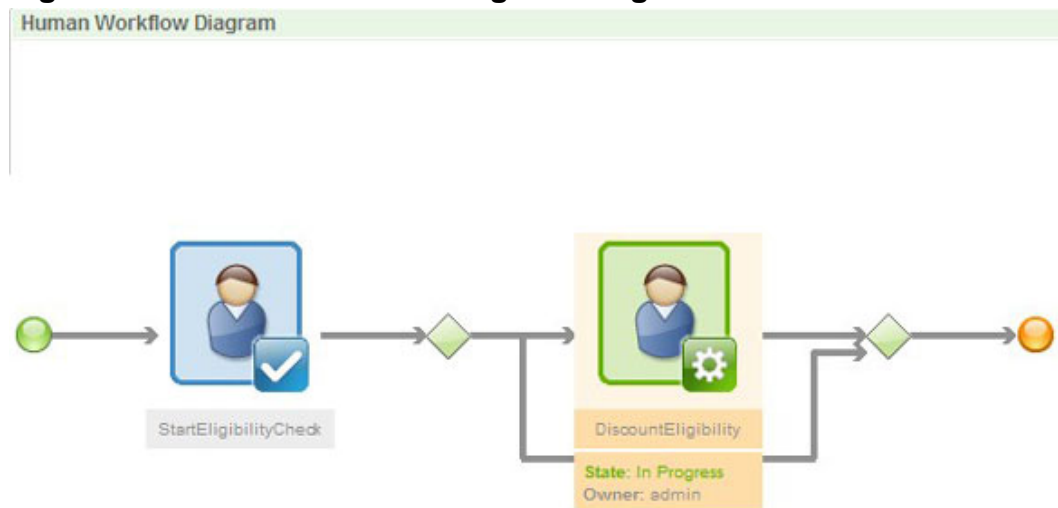 Human Workflow Diagram
StartEligibilityCheck
DiscountEligibility
State: In Progress
Owner: admin